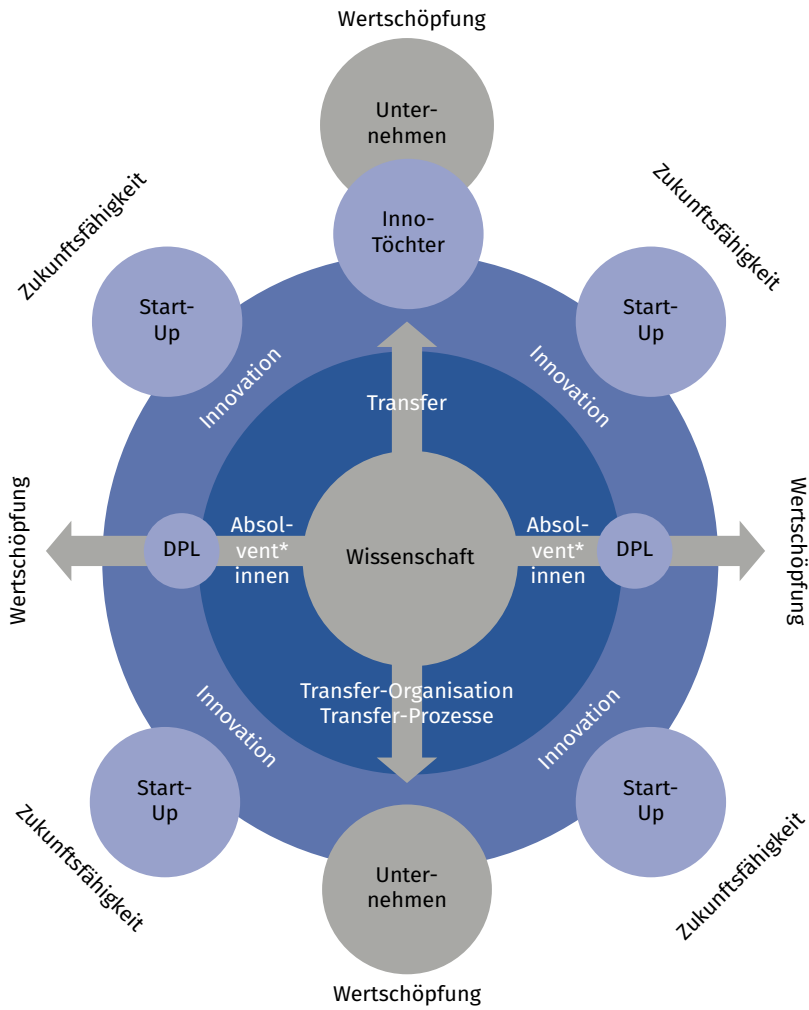 Wertschöpfung
Unter-
nehmen
Inno-
Töchter
Zukunftsfähigkeit
Zukunftsfähigkeit
Start-
Up
Start-
Up
Innovation
Innovation
Transfer
Wertschöpfung
DPL
Absol-
vent*
innen
Wissenschaft
Absol-
vent*
innen
DPL
Wertschöpfung
Transfer-Organisation
Transfer-Prozesse
Innovation
Innovation
Start-
Up
Start-
Up
Zukunftsfähigkeit
Zukunftsfähigkeit
Unter-
nehmen
Wertschöpfung